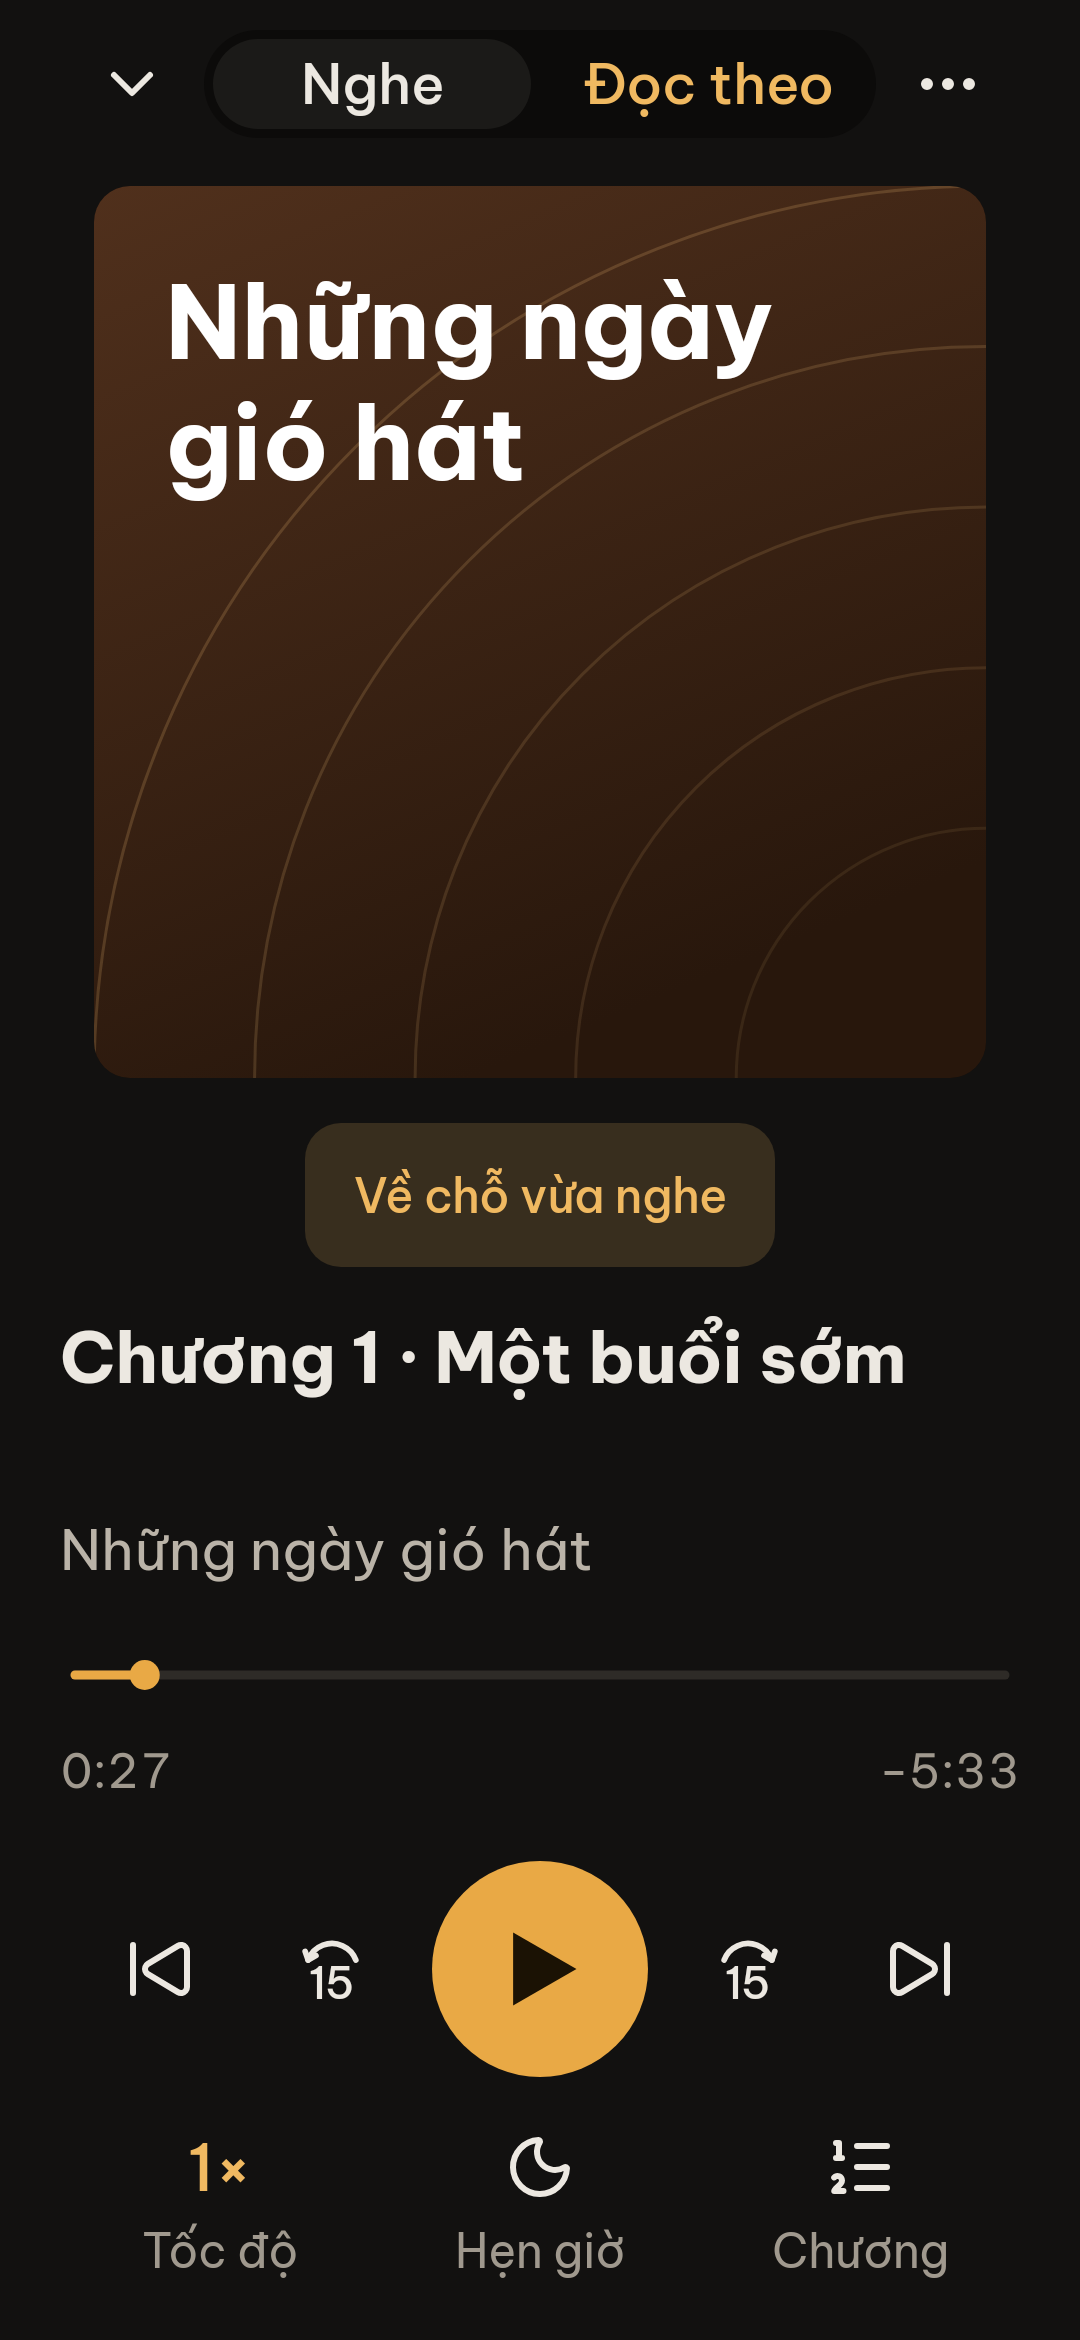 Nghe
Đọc theo
Những ngày
gió hát
Về chỗ vừa nghe
Chương 1 · Một buổi sớm
Những ngày gió hát
0:27
−5:33
15
15
1×
Tốc độ
Hẹn giờ
Chương